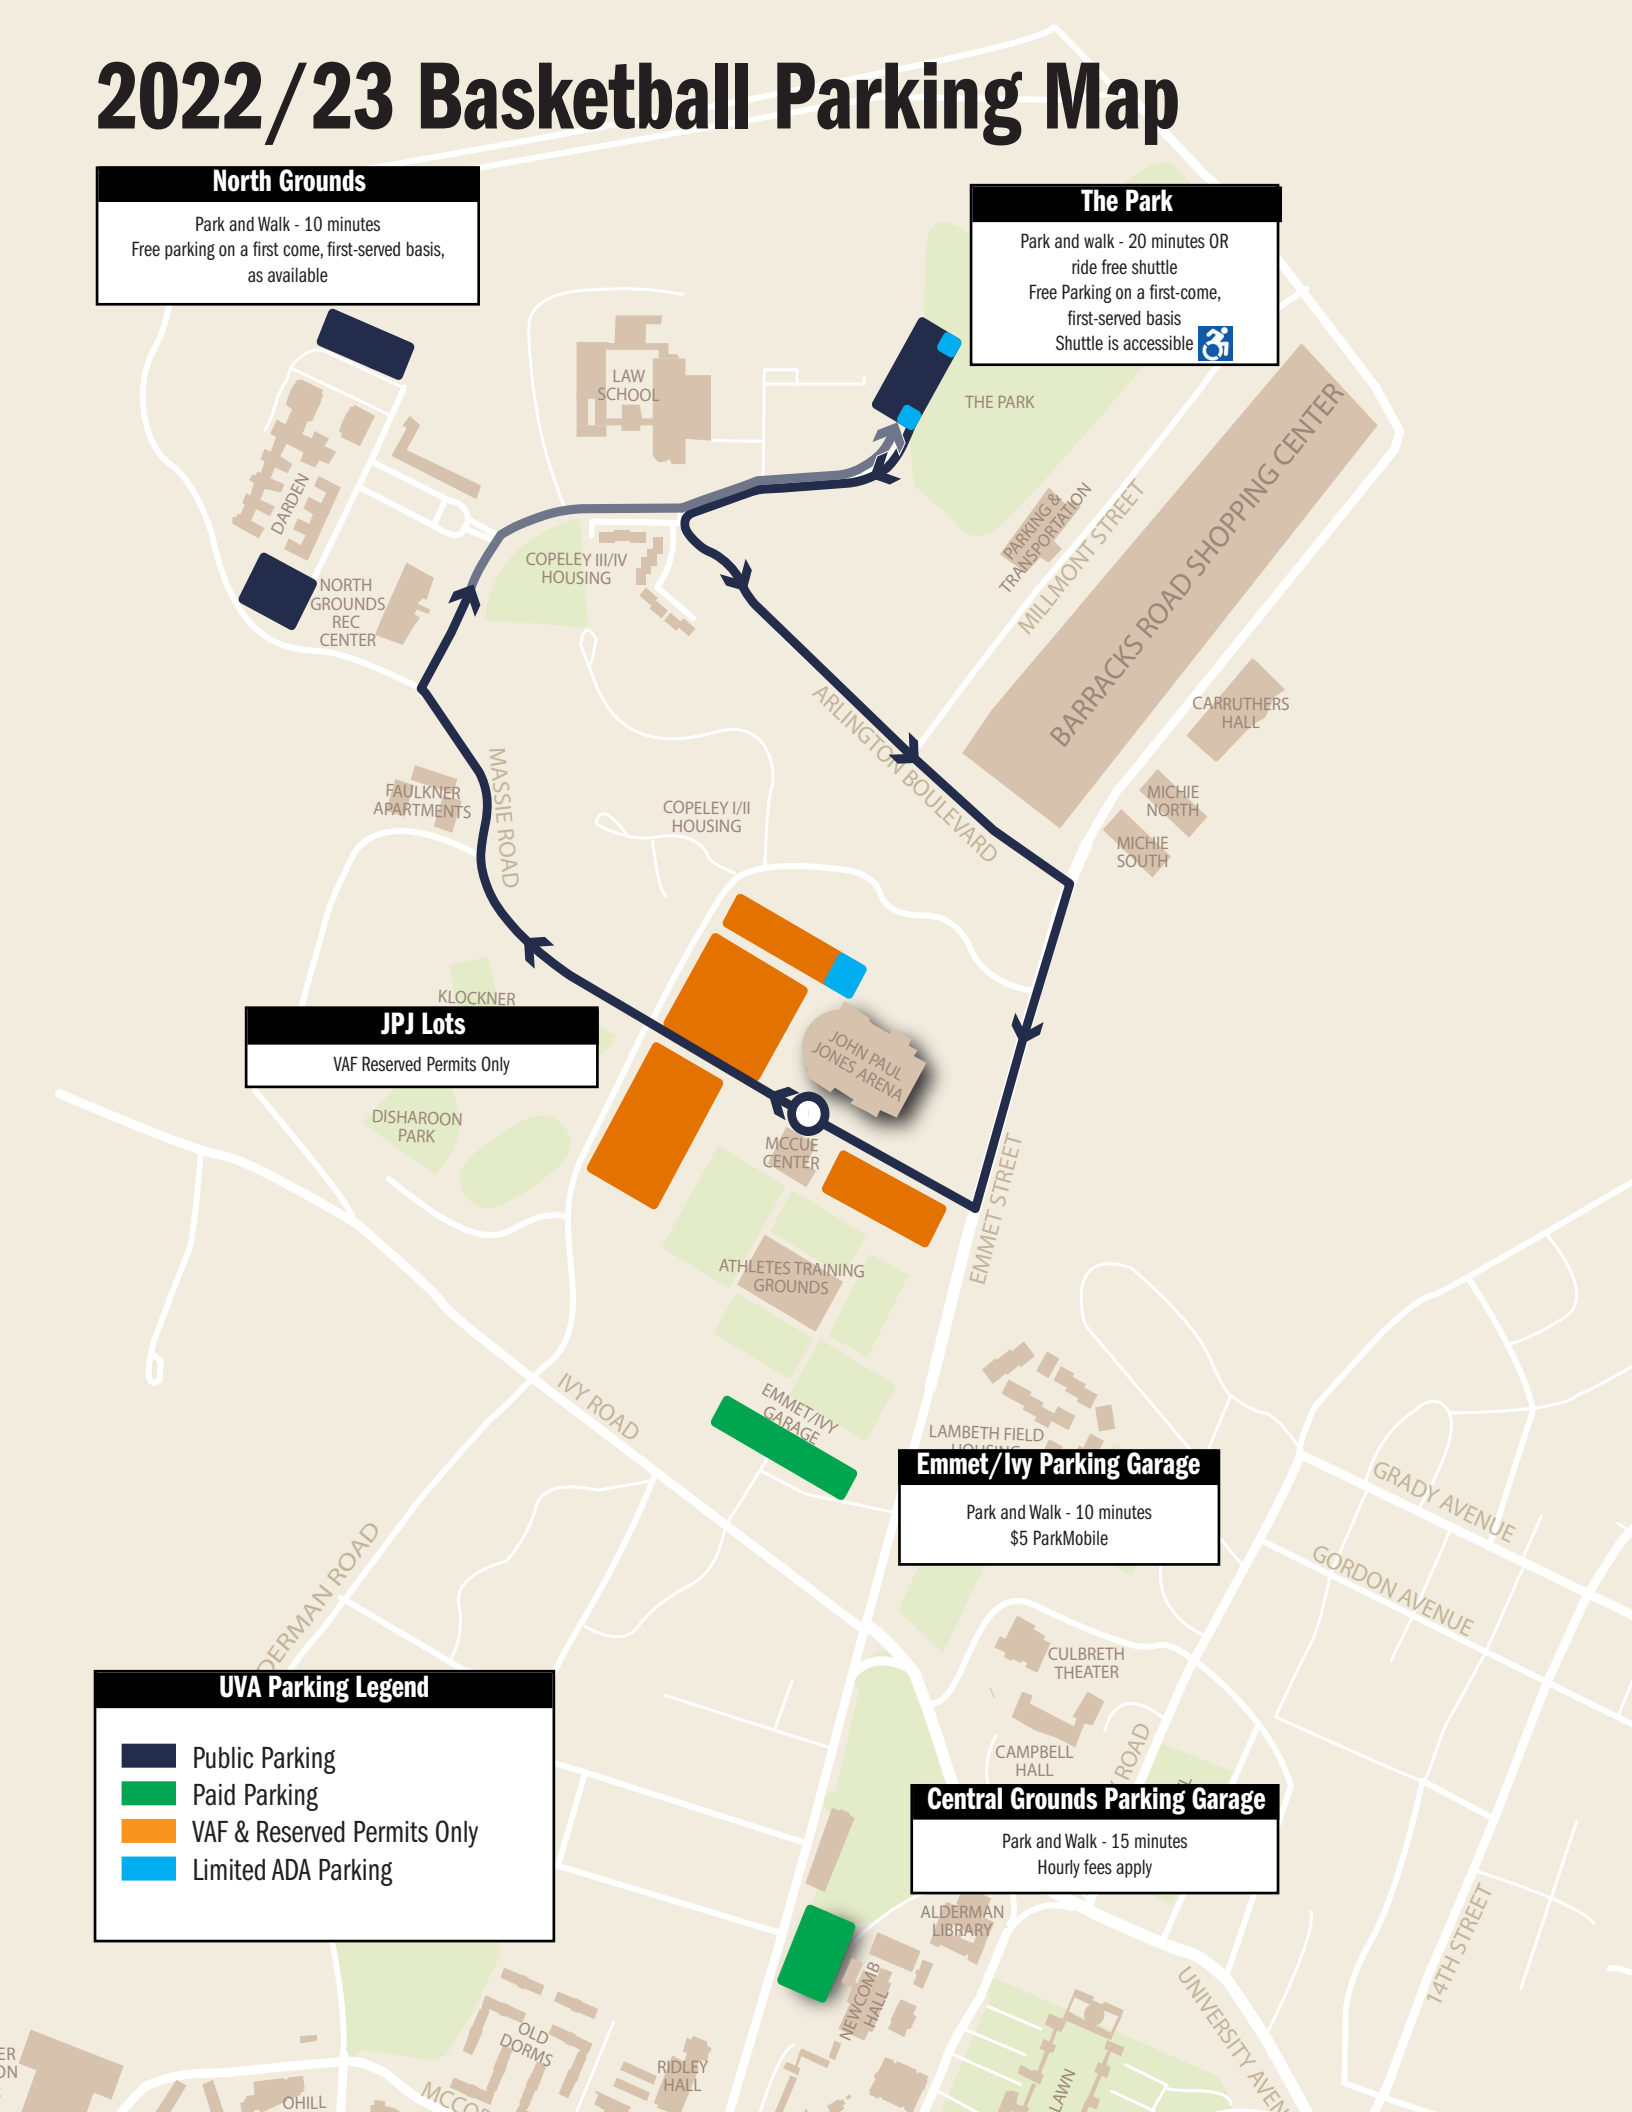 2022/23 Basketball Parking Map
North Grounds
Park and Walk - 10 minutes
Free parking on a first come, first-served basis,
as available
The Park
Park and walk - 20 minutes OR
ride free shuttle
Free Parking on a first-come,
first-served basis
Shuttle is accessible
LAW
SCHOOL
THE PARK
DARDEN
NORTH
GROUNDS
REC
CENTER
COPELEY III/IV
HOUSING
PARKING &
TRANSPORTATION
MILLMONT STREET
BARRACKS ROAD SHOPPING CENTER
CARRUTHERS
HALL
ARLINGTON BOULEVARD
MASSIE ROAD
FAULKNER
APARTMENTS
COPELEY I/II
HOUSING
MICHIE
NORTH
MICHIE
SOUTH
KLOCKNER
JPJ Lots
VAF Reserved Permits Only
JOHN PAUL
JONES ARENA
DISHAROON
PARK
MCCUE
CENTER
EMMET STREET
ATHLETES TRAINING
GROUNDS
IVY ROAD
EMMET/IVY
GARAGE
LAMBETH FIELD
HOUSING
Emmet/Ivy Parking Garage
Park and Walk - 10 minutes
$5 ParkMobile
GRADY AVENUE
GORDON AVENUE
DERMAN ROAD
CULBRETH
THEATER
UVA Parking Legend
Public Parking
Paid Parking
VAF & Reserved Permits Only
Limited ADA Parking
CAMPBELL
HALL
Y ROAD
L
Central Grounds Parking Garage
Park and Walk - 15 minutes
Hourly fees apply
ALDERMAN
LIBRARY
NEWCOMB
HALL
14TH STREET
UNIVERSITY AVEN
OLD
DORMS
RIDLEY
HALL
LAWN
ER
ON
OHILL
MCCOR